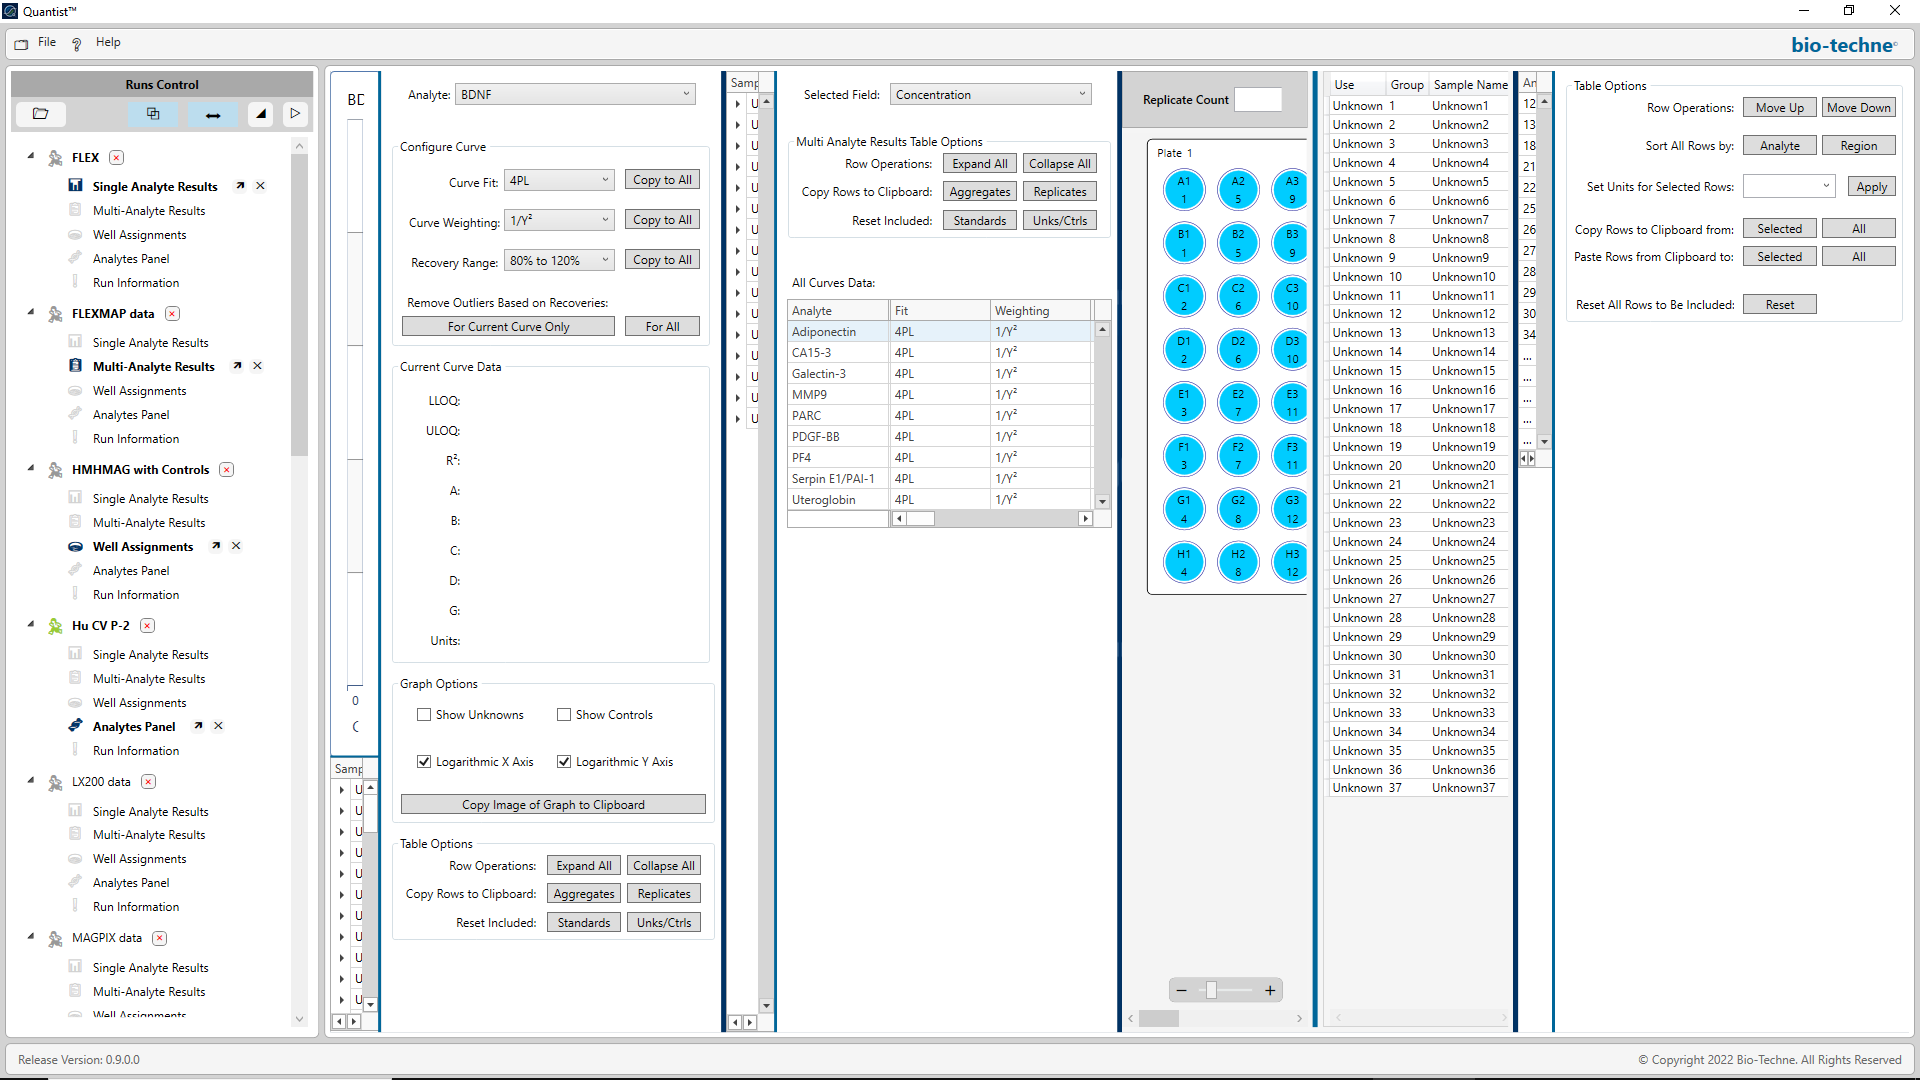 Quantist™
File
Help
bio-techne
Runs Control
FLEX
Single Analyte Results
Multi-Analyte Results
Well Assignments
Analytes Panel
Run Information
FLEXMAP data
Single Analyte Results
Multi-Analyte Results
Well Assignments
Analytes Panel
Run Information
HMHMAG with Controls
Single Analyte Results
Multi-Analyte Results
Well Assignments
Analytes Panel
Run Information
Hu CV P-2
Single Analyte Results
Multi-Analyte Results
Well Assignments
Analytes Panel
Run Information
LX200 data
Single Analyte Results
Multi-Analyte Results
Well Assignments
Analytes Panel
Run Information
MAGPIX data
Single Analyte Results
Multi-Analyte Results
Well Assignments
0
Samp
Analyte: BDNF
Configure Curve
Curve Fit: 4PL Copy to All
Curve Weighting: 1/Y² Copy to All
Recovery Range: 80% to 120% Copy to All
Remove Outliers Based on Recoveries:
For Current Curve Only For All
Current Curve Data
LLOQ:
ULOQ:
R²:
A:
B:
C:
D:
G:
Units:
Graph Options
Show Unknowns Show Controls
Logarithmic X Axis Logarithmic Y Axis
Copy Image of Graph to Clipboard
Table Options
Row Operations: Expand All Collapse All
Copy Rows to Clipboard: Aggregates Replicates
Reset Included: Standards Unks/Ctrls
Samp
Selected Field: Concentration
Multi Analyte Results Table Options
Row Operations: Expand All Collapse All
Copy Rows to Clipboard: Aggregates Replicates
Reset Included: Standards Unks/Ctrls
All Curves Data:
Analyte Fit Weighting
Adiponectin 4PL 1/Y²
CA15-3 4PL 1/Y²
Galectin-3 4PL 1/Y²
MMP9 4PL 1/Y²
PARC 4PL 1/Y²
PDGF-BB 4PL 1/Y²
PF4 4PL 1/Y²
Serpin E1/PAI-1 4PL 1/Y²
Uteroglobin 4PL 1/Y²
Replicate Count
Plate 1
A1 A2 A3
1 5 9
B1 B2 B3
1 5 9
C1 C2 C3
2 6 10
D1 D2 D3
2 6 10
E1 E2 E3
3 7 11
F1 F2 F3
3 7 11
G1 G2 G3
4 8 12
H1 H2 H3
4 8 12
Use Group Sample Name
Unknown 1 Unknown1
Unknown 2 Unknown2
Unknown 3 Unknown3
Unknown 4 Unknown4
Unknown 5 Unknown5
Unknown 6 Unknown6
Unknown 7 Unknown7
Unknown 8 Unknown8
Unknown 9 Unknown9
Unknown 10 Unknown10
Unknown 11 Unknown11
Unknown 12 Unknown12
Unknown 13 Unknown13
Unknown 14 Unknown14
Unknown 15 Unknown15
Unknown 16 Unknown16
Unknown 17 Unknown17
Unknown 18 Unknown18
Unknown 19 Unknown19
Unknown 20 Unknown20
Unknown 21 Unknown21
Unknown 22 Unknown22
Unknown 23 Unknown23
Unknown 24 Unknown24
Unknown 25 Unknown25
Unknown 26 Unknown26
Unknown 27 Unknown27
Unknown 28 Unknown28
Unknown 29 Unknown29
Unknown 30 Unknown30
Unknown 31 Unknown31
Unknown 32 Unknown32
Unknown 33 Unknown33
Unknown 34 Unknown34
Unknown 35 Unknown35
Unknown 36 Unknown36
Unknown 37 Unknown37
An
12
13
18
21
22
25
26
27
28
29
30
34
...
...
...
...
...
Table Options
Row Operations: Move Up Move Down
Sort All Rows by: Analyte Region
Set Units for Selected Rows: Apply
Copy Rows to Clipboard from: Selected All
Paste Rows from Clipboard to: Selected All
Reset All Rows to Be Included: Reset
Release Version: 0.9.0.0
© Copyright 2022 Bio-Techne. All Rights Reserved